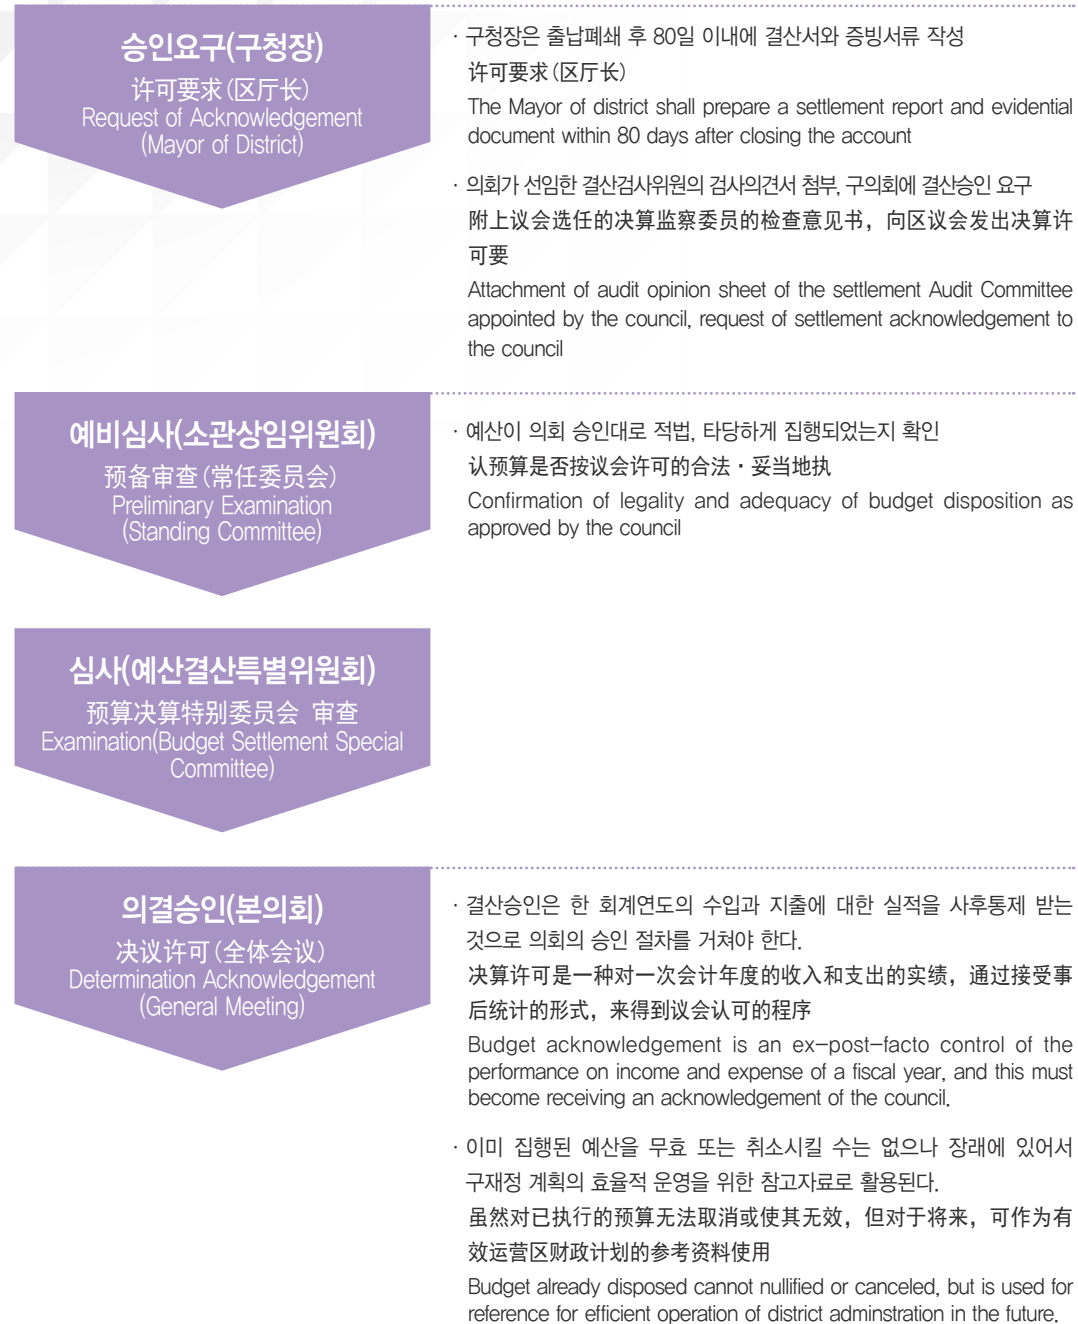 승인요구(구청장)
许可要求(区厅长)
Request of Acknowledgement
(Mayor of District)
· 구청장은 출납폐쇄 후 80일 이내에 결산서와 증빙서류 작성
许可要求(区厅长)
The Mayor of district shall prepare a settlement report and evidential
document within 80 days after closing the account
· 의회가 선임한 결산검사위원의 검사의견서 첨부, 구의회에 결산승인 요구
附上议会选任的决算监察委员的检查意见书，向区议会发出决算许
可要
Attachment of audit opinion sheet of the settlement Audit Committee
appointed by the council, request of settlement acknowledgement to
the council
예비심사(소관상임위원회)
预备审查(常任委员会)
Preliminary Examination
(Standing Committee)
· 예산이 의회 승인대로 적법, 타당하게 집행되었는지 확인
认预算是否按议会许可的合法·妥当地执
Confirmation of legality and adequacy of budget disposition as
approved by the council
심사(예산결산특별위원회)
预算决算特别委员会 审查
Examination(Budget Settlement Special
Committee)
의결승인(본의회)
决议许可(全体会议)
Determination Acknowledgement
(General Meeting)
· 결산승인은 한 회계연도의 수입과 지출에 대한 실적을 사후통제 받는
것으로 의회의 승인 절차를 거쳐야 한다.
决算许可是一种对一次会计年度的收入和支出的实绩，通过接受事
后统计的形式，来得到议会认可的程序
Budget acknowledgement is an ex-post-facto control of the
performance on income and expense of a fiscal year, and this must
become receiving an acknowledgement of the council.
· 이미 집행된 예산을 무효 또는 취소시킬 수는 없으나 장래에 있어서
구재정 계획의 효율적 운영을 위한 참고자료로 활용된다.
虽然对已执行的预算无法取消或使其无效，但对于将来，可作为有
效运营区财政计划的参考资料使用
Budget already disposed cannot nullified or canceled, but is used for
reference for efficient operation of district adminstration in the future.